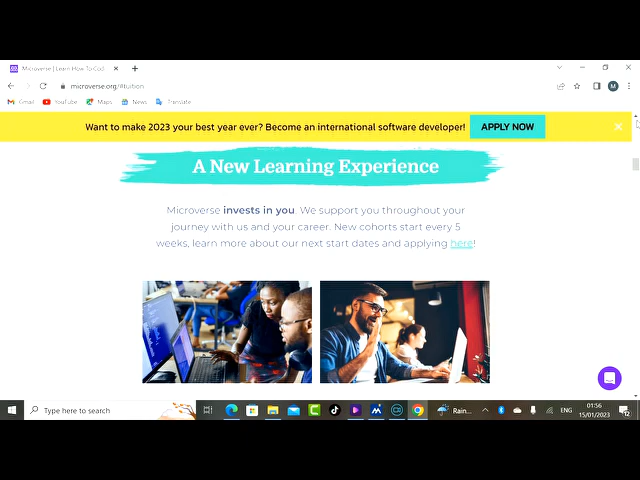 Microverse | Learn How To Cod
microverse.org/#tuition
M
Gmail YouTube Maps News Translate
Want to make 2023 your best year ever? Become an international software developer! APPLY NOW
A New Learning Experience
Microverse invests in you. We support you throughout your
journey with us and your career. New cohorts start every 5
weeks, learn more about our next start dates and applying here!
Type here to search
Rain...
ENG
01:56
15/01/2023
12